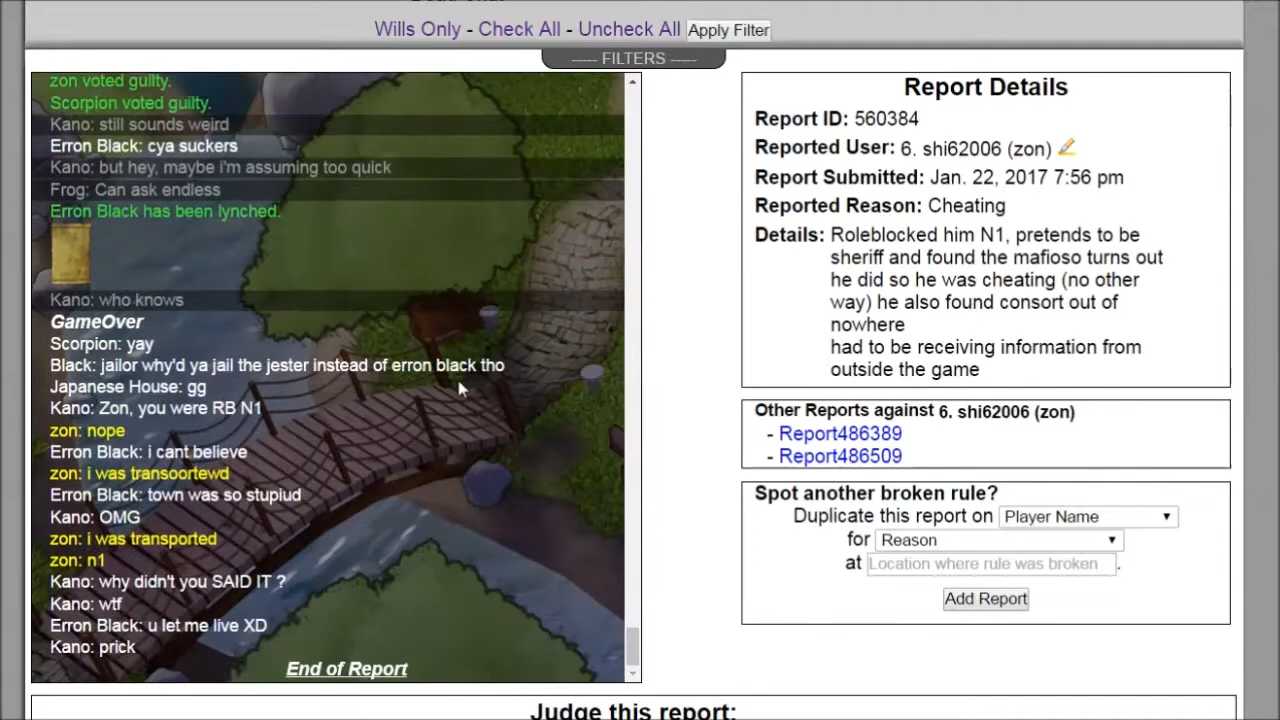 Wills Only - Check All - Uncheck All Apply Filter
----- FILTERS -----
zon voted guilty.
Scorpion voted guilty.
Kano: still sounds weird
Erron Black: cya suckers
Kano: but hey, maybe i'm assuming too quick
Frog: Can ask endless
Erron Black has been lynched.
Kano: who knows
GameOver
Scorpion: yay
Black: jailor why'd ya jail the jester instead of erron black tho
Japanese House: gg
Kano: Zon, you were RB N1
zon: nope
Erron Black: i cant believe
zon: i was transoortewd
Erron Black: town was so stupiud
Kano: OMG
zon: i was transported
zon: n1
Kano: why didn't you SAID IT ?
Kano: wtf
Erron Black: u let me live XD
Kano: prick
End of Report
Report Details
Report ID: 560384
Reported User: 6. shi62006 (zon)
Report Submitted: Jan. 22, 2017 7:56 pm
Reported Reason: Cheating
Details: Roleblocked him N1, pretends to be
sheriff and found the mafioso turns out
he did so he was cheating (no other
way) he also found consort out of
nowhere
had to be receiving information from
outside the game
Other Reports against 6. shi62006 (zon)
- Report486389
- Report486509
Spot another broken rule?
Duplicate this report on Player Name
for Reason
at Location where rule was broken .
Add Report
Judge this report: